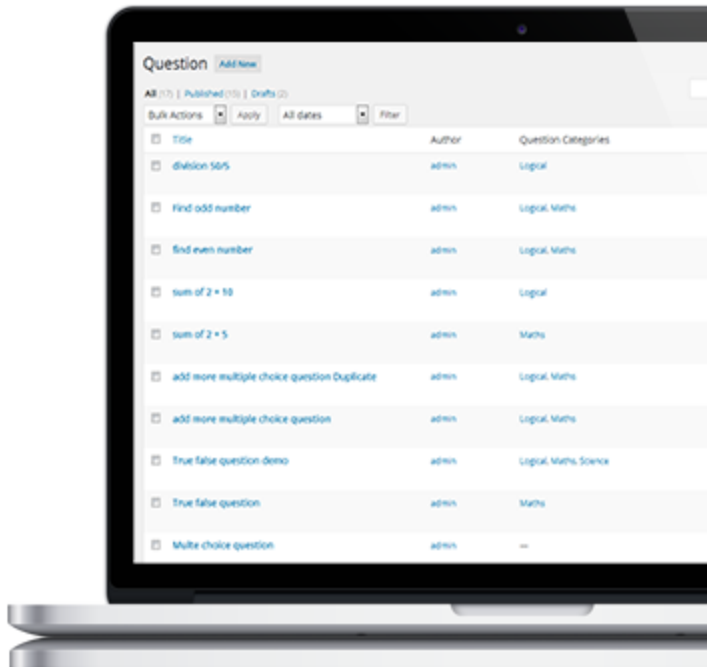 Question Add New
All (17) | Published (15) | Drafts (2)
Bulk Actions Apply All dates Filter
Title Author Question Categories
division 50/5 admin Logical
Find odd number admin Logical, Maths
find even number admin Logical, Maths
sum of 2 + 10 admin Logical
sum of 2 + 5 admin Maths
add more multiple choice question Duplicate admin Logical, Maths
add more multiple choice question admin Logical, Maths
True false question demo admin Logical, Maths, Science
True false question admin Maths
Multe choice question admin —